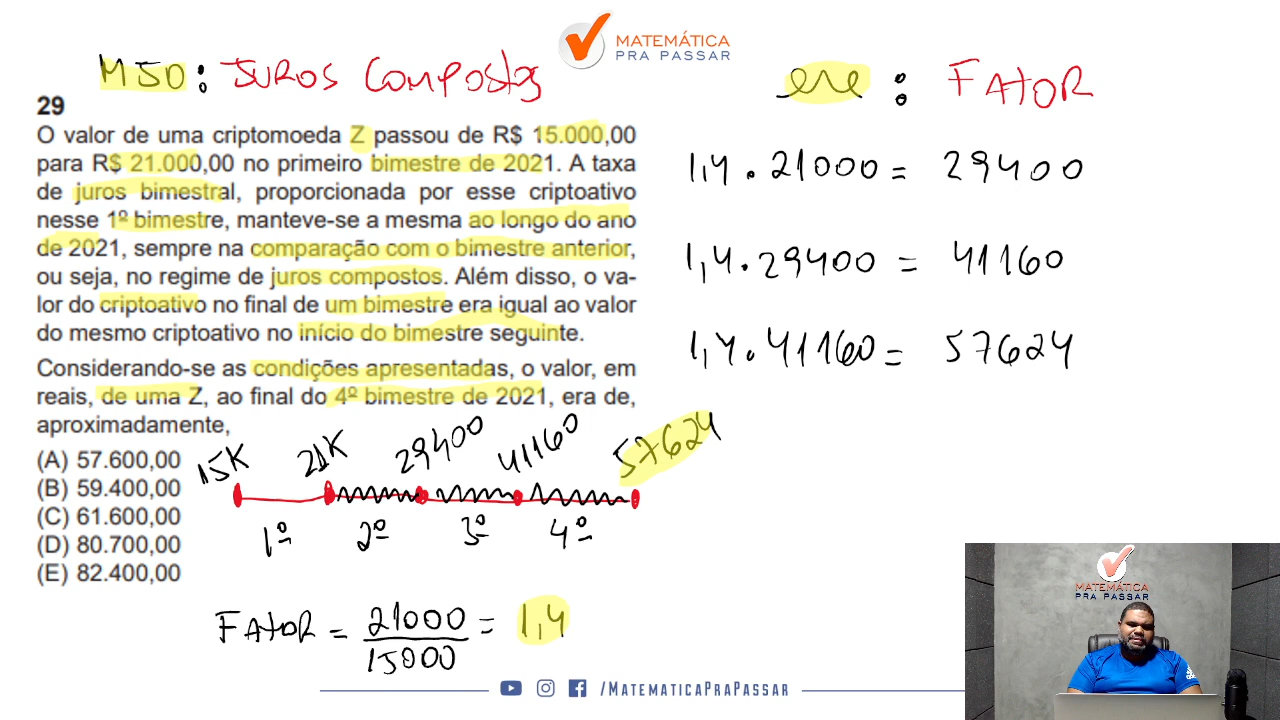 MATEMÁTICA
PRA PASSAR
MJD: JUROS COMPOSTOS
29
O valor de uma criptomoeda Z passou de R$ 15.000,00
para R$ 21.000,00 no primeiro bimestre de 2021. A taxa
de juros bimestral, proporcionada por esse criptoativo
nesse 1º bimestre, manteve-se a mesma ao longo do ano
de 2021, sempre na comparação com o bimestre anterior,
ou seja, no regime de juros compostos. Além disso, o va-
lor do criptoativo no final de um bimestre era igual ao valor
do mesmo criptoativo no início do bimestre seguinte.
Considerando-se as condições apresentadas, o valor, em
reais, de uma Z, ao final do 4º bimestre de 2021, era de,
aproximadamente,
(A) 57.600,00
(B) 59.400,00
(C) 61.600,00
(D) 80.700,00
(E) 82.400,00
15K 21K 29400 41160 57624
1º 2º 3º 4º
FATOR = 21000 = 1,4
15000
: FATOR
1,4 . 21000 = 29400
1,4 . 29400 = 41160
1,4 . 41160 = 57624
MATEMÁTICA
PRA PASSAR
/MATEMATICAPRAPASSAR